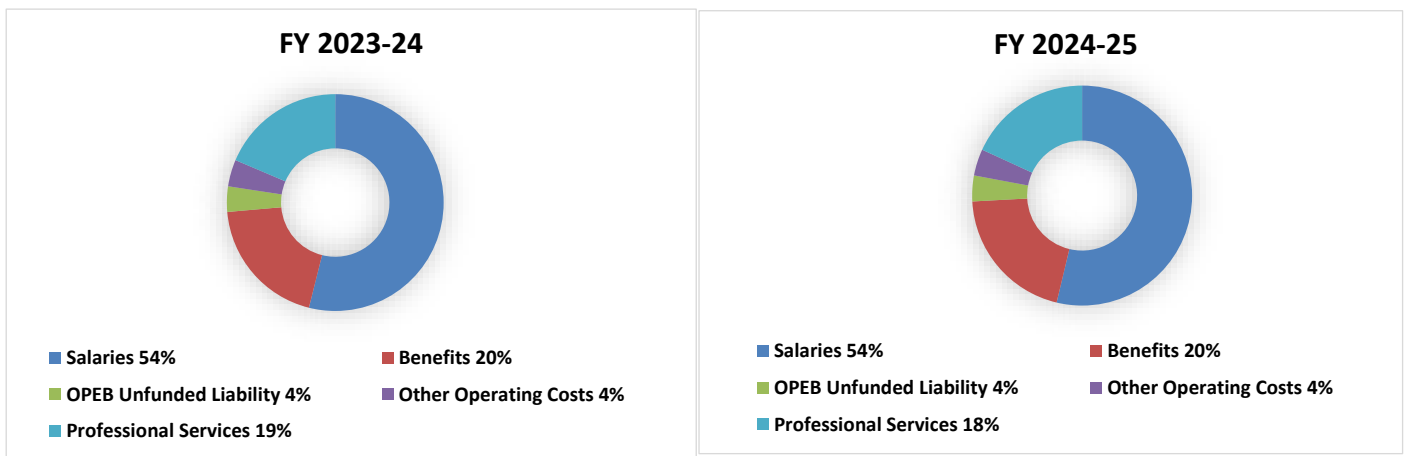 FY 2023-24
Salaries 54%
Benefits 20%
OPEB Unfunded Liability 4%
Other Operating Costs 4%
Professional Services 19%
FY 2024-25
Salaries 54%
Benefits 20%
OPEB Unfunded Liability 4%
Other Operating Costs 4%
Professional Services 18%